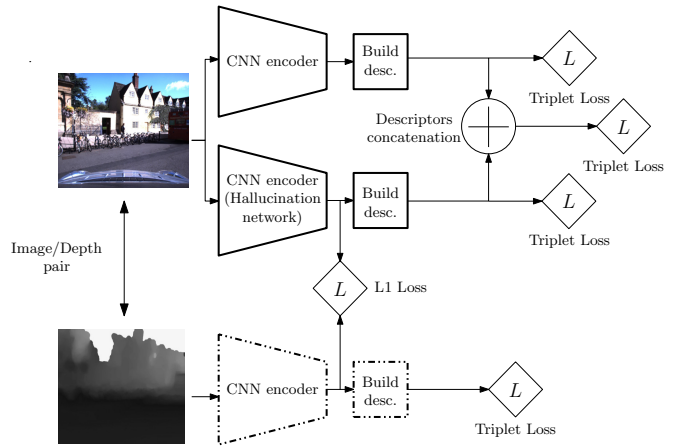 CNN encoder
Build
desc.
L
Triplet Loss
Descriptors
concatenation
L
Triplet Loss
CNN encoder
(Hallucination
network)
Build
desc.
L
Triplet Loss
Image/Depth
pair
L
L1 Loss
CNN encoder
Build
desc.
L
Triplet Loss